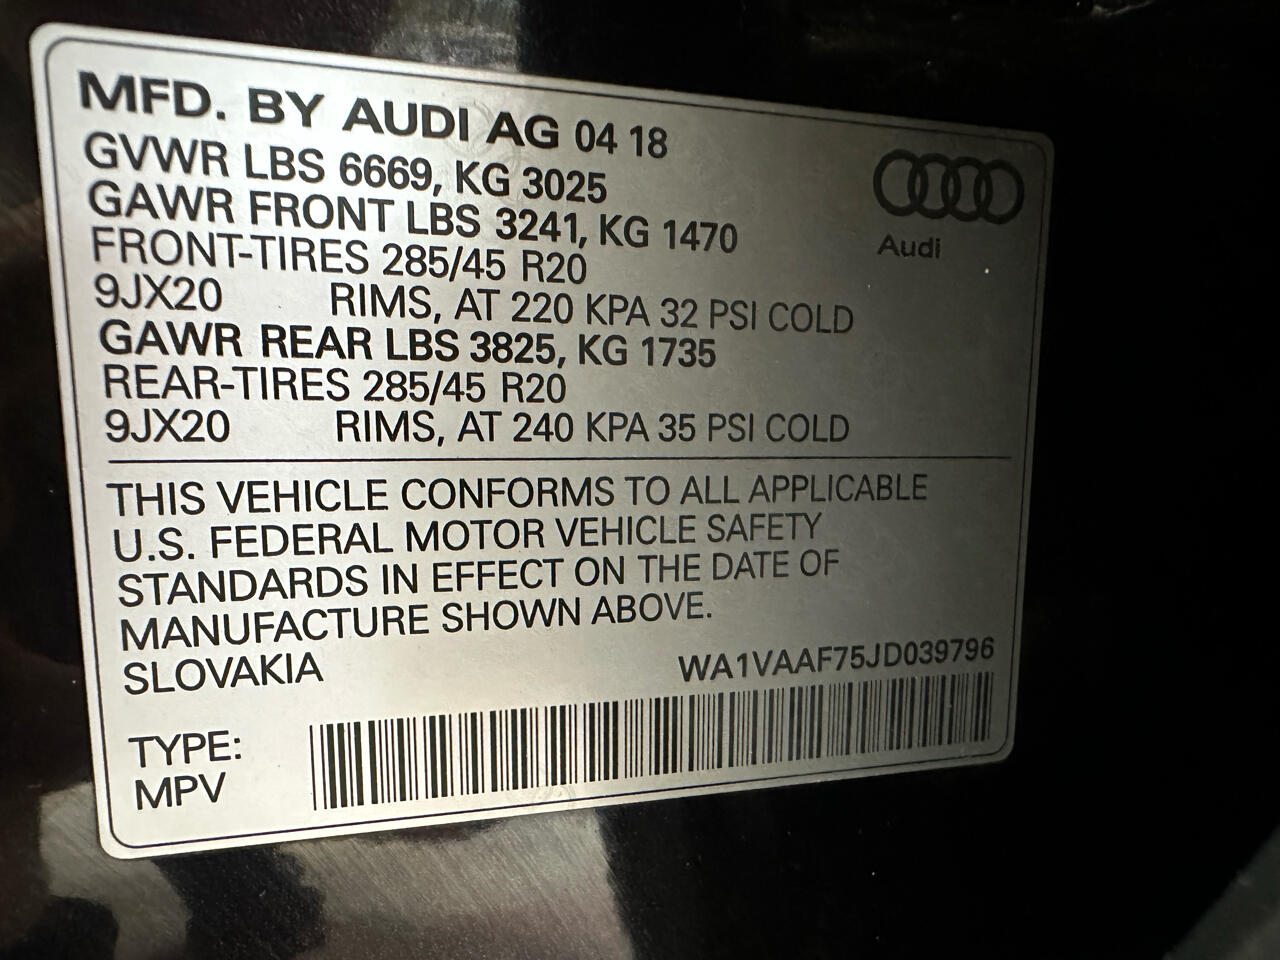 MFD. BY AUDI AG 04 18
GVWR LBS 6669, KG 3025
GAWR FRONT LBS 3241, KG 1470
FRONT-TIRES 285/45 R20
9JX20 RIMS, AT 220 KPA 32 PSI COLD
GAWR REAR LBS 3825, KG 1735
REAR-TIRES 285/45 R20
9JX20 RIMS, AT 240 KPA 35 PSI COLD
Audi
THIS VEHICLE CONFORMS TO ALL APPLICABLE
U.S. FEDERAL MOTOR VEHICLE SAFETY
STANDARDS IN EFFECT ON THE DATE OF
MANUFACTURE SHOWN ABOVE.
SLOVAKIA WA1VAAF75JD039796
TYPE:
MPV